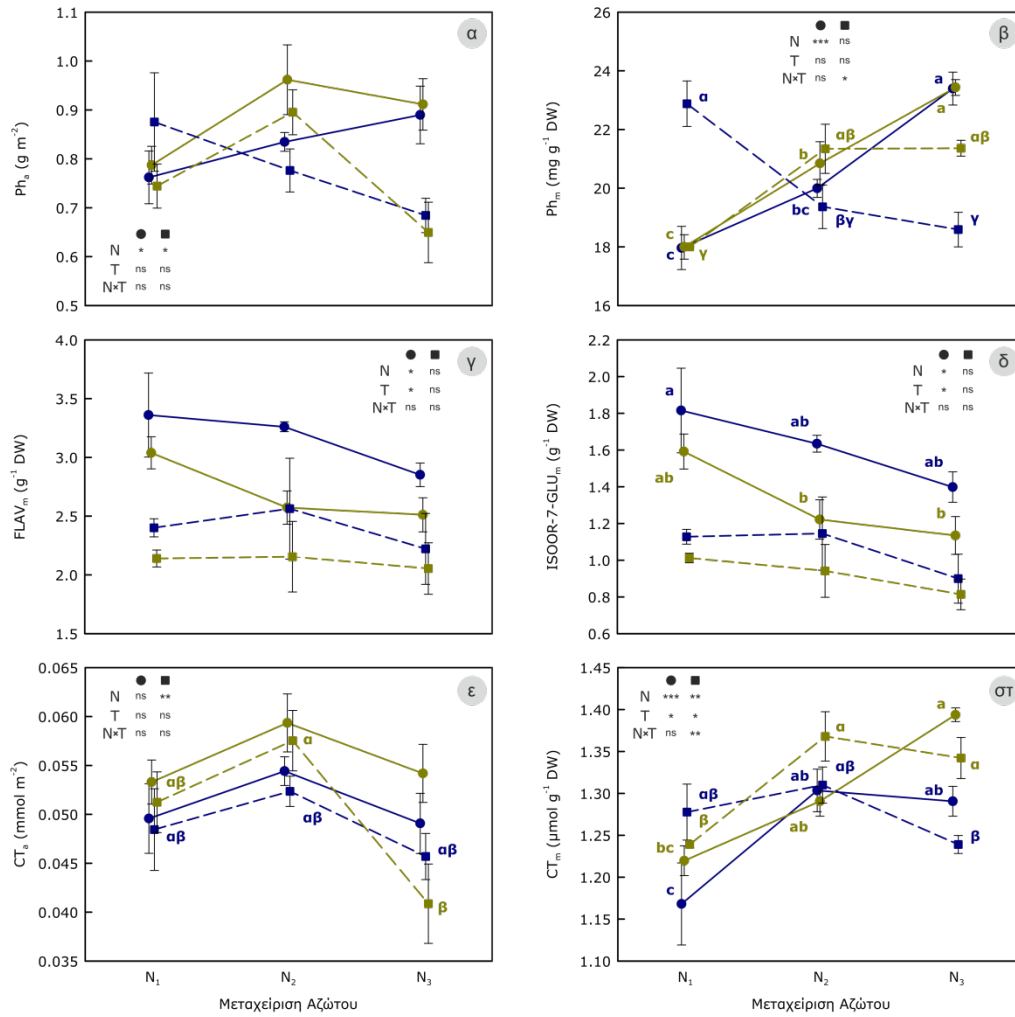 α
Ph_a (g m⁻²)
1.1
1.0
0.9
0.8
0.7
0.6
0.5
N * *
T ns ns
N×T ns ns
β
Ph_m (mg g⁻¹ DW)
26
24
22
20
18
16
N *** ns
T ns ns
N×T ns *
α
a
a
αβ
αβ
b
bc
βγ
γ
c
c
γ
γ
FLAV_m (g⁻¹ DW)
4.0
3.5
3.0
2.5
2.0
1.5
N * ns
T * ns
N×T ns ns
δ
ISOOR-7-GLU_m (g⁻¹ DW)
2.2
2.0
1.8
1.6
1.4
1.2
1.0
0.8
0.6
N * ns
T * ns
N×T ns ns
a
ab
ab
ab
b
b
ε
CT_a (mmol m⁻²)
0.065
0.060
0.055
0.050
0.045
0.040
0.035
N ns **
T ns ns
N×T ns ns
αβ
α
αβ
αβ
αβ
β
N₁ N₂ N₃
Μεταχείριση Αζώτου
στ
CT_m (μmol g⁻¹ DW)
1.45
1.40
1.35
1.30
1.25
1.20
1.15
1.10
N *** **
T * *
N×T ns **
a
α
α
αβ
ab
αβ
ab
β
ab
β
bc
c
N₁ N₂ N₃
Μεταχείριση Αζώτου